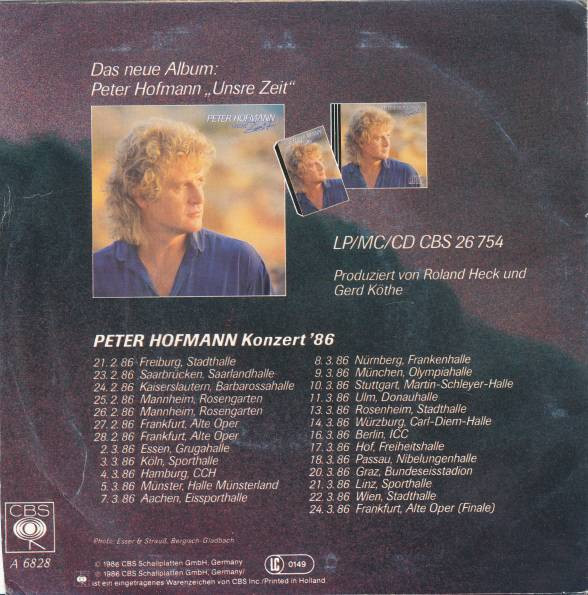 Das neue Album:
Peter Hofmann „Unsre Zeit"
PETER HOFMANN
Zeit
LP/MC/CD CBS 26 754
Produziert von Roland Heck und
Gerd Köthe
PETER HOFMANN Konzert '86
21. 2. 86 Freiburg, Stadthalle
23. 2. 86 Saarbrücken, Saarlandhalle
24. 2. 86 Kaiserslautern, Barbarossahalle
25. 2. 86 Mannheim, Rosengarten
26. 2. 86 Mannheim, Rosengarten
27. 2. 86 Frankfurt, Alte Oper
28. 2. 86 Frankfurt, Alte Oper
2. 3. 86 Essen, Grugahalle
3. 3. 86 Köln, Sporthalle
4. 3. 86 Hamburg, CCH
5. 3. 86 Münster, Halle Münsterland
7. 3. 86 Aachen, Eissporthalle
8. 3. 86 Nürnberg, Frankenhalle
9. 3. 86 München, Olympiahalle
10. 3. 86 Stuttgart, Martin-Schleyer-Halle
11. 3. 86 Ulm, Donauhalle
13. 3. 86 Rosenheim, Stadthalle
14. 3. 86 Würzburg, Carl-Diem-Halle
16. 3. 86 Berlin, ICC
17. 3. 86 Hof, Freiheitshalle
18. 3. 86 Passau, Nibelungenhalle
20. 3. 86 Graz, Bundeseisstadion
21. 3. 86 Linz, Sporthalle
22. 3. 86 Wien, Stadthalle
24. 3. 86 Frankfurt, Alte Oper (Finale)
CBS
A 6828
Photo: Esser & Strauß, Bergisch-Gladbach
℗ 1986 CBS Schallplatten GmbH, Germany
© 1986 CBS Schallplatten GmbH, Germany/
ist ein eingetragenes Warenzeichen von CBS Inc./Printed in Holland
LC 0149